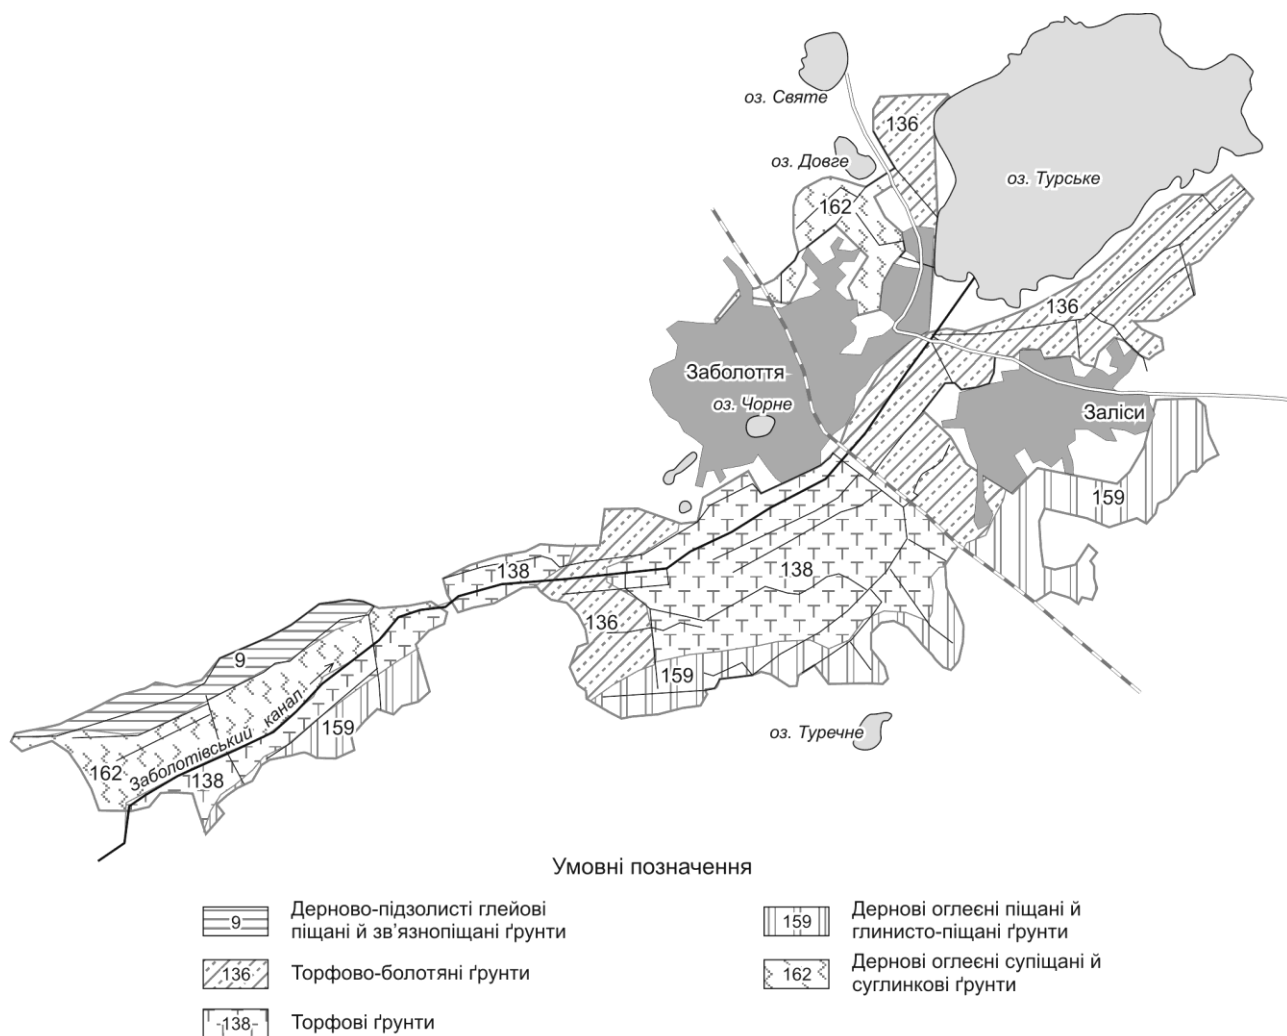 оз. Святе
136
оз. Довге
оз. Турське
162
136
Заболоття
оз. Чорне
Заліси
159
138
138
136
9
159
159
оз. Туречне
Заболотівський канал
162
138
Умовні позначення
9 Дерново-підзолисті глейові
піщані й зв'язнопіщані ґрунти
136 Торфово-болотяні ґрунти
138 Торфові ґрунти
159 Дернові оглеєні піщані й
глинисто-піщані ґрунти
162 Дернові оглеєні супіщані й
суглинкові ґрунти